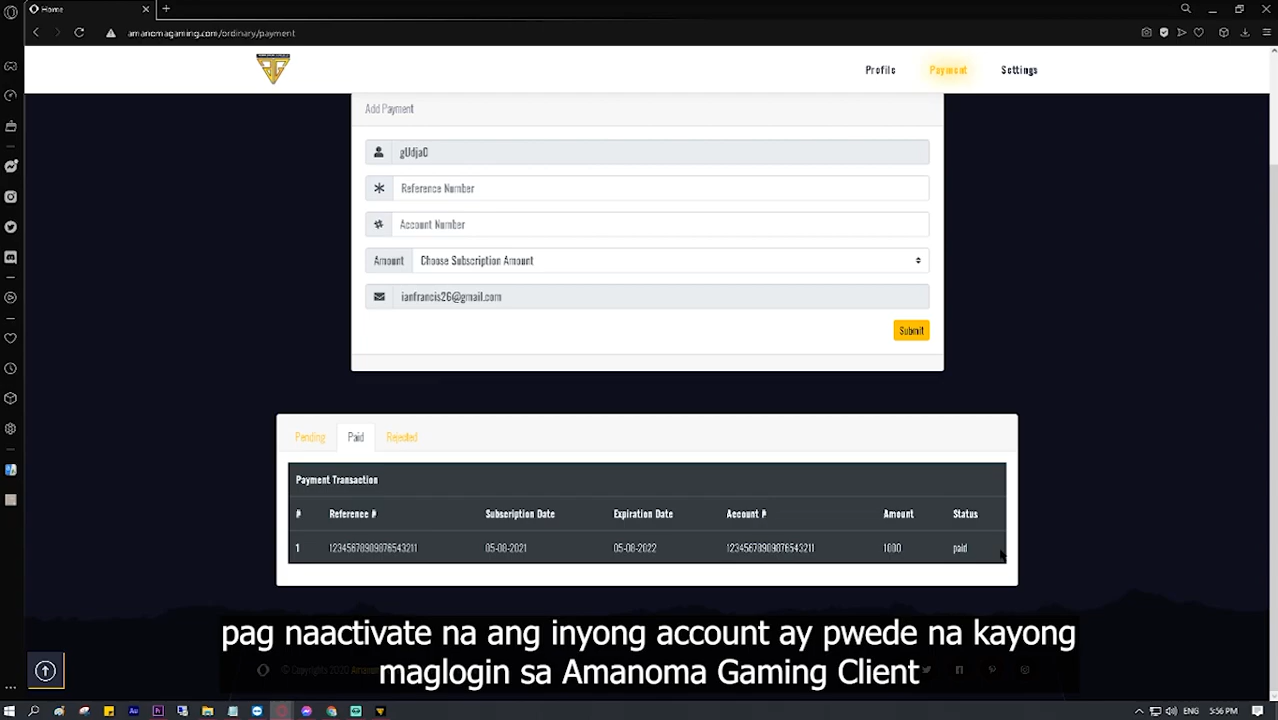 Home
amanomagaming.com/ordinary/payment
Profile
Payment
Settings
Add Payment
gUdja0
Reference Number
Account Number
Amount
Choose Subscription Amount
ianfrancis26@gmail.com
Submit
Pending
Paid
Rejected
Payment Transaction
# Reference # Subscription Date Expiration Date Account # Amount Status
1 12345678909876543211 05-08-2021 05-08-2022 12345678909876543211 1000 paid
pag naactivate na ang inyong account ay pwede na kayong
maglogin sa Amanoma Gaming Client
ENG
5:56 PM